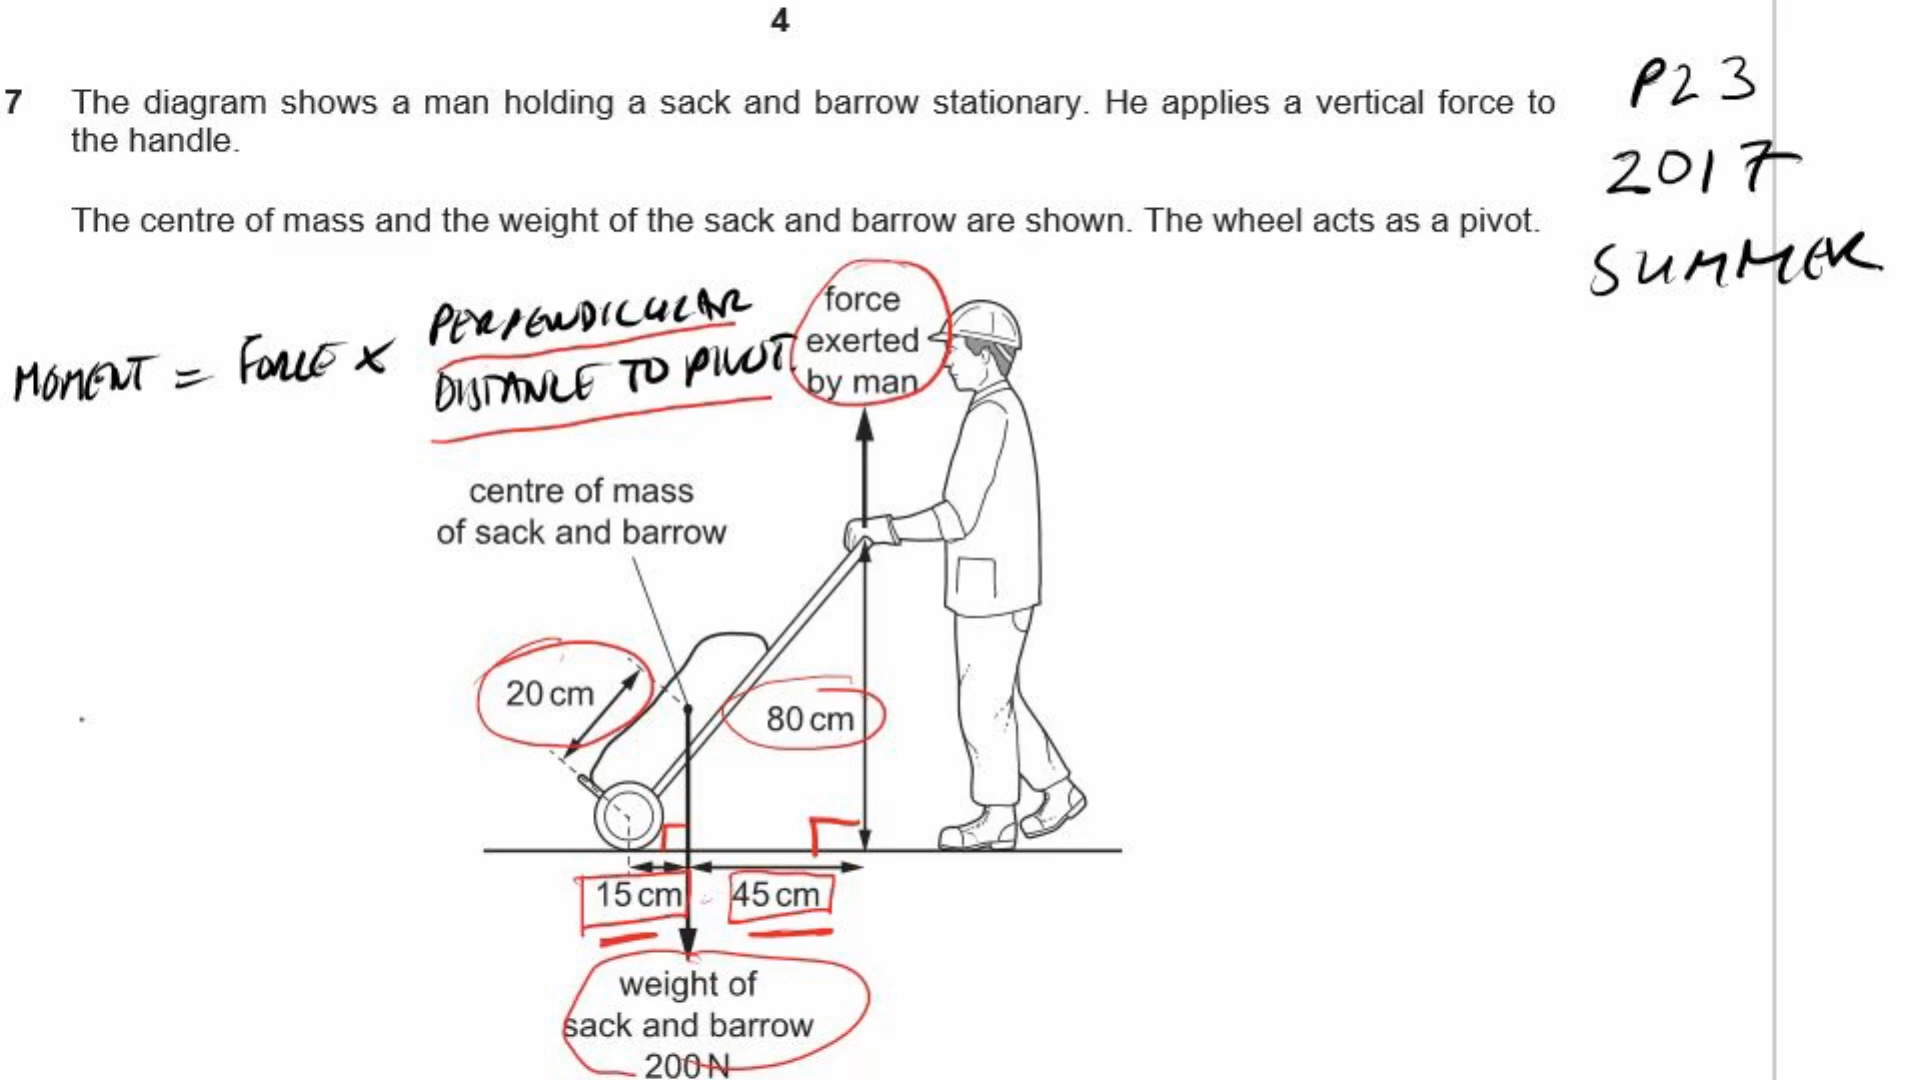 4
7 The diagram shows a man holding a sack and barrow stationary. He applies a vertical force to
the handle.
The centre of mass and the weight of the sack and barrow are shown. The wheel acts as a pivot.
P23
2017
SUMMER
MOMENT = FORCE X PERPENDICULAR
DISTANCE TO PIVOT.
force
exerted
by man
centre of mass
of sack and barrow
20 cm
80 cm
15 cm
45 cm
weight of
sack and barrow
200 N